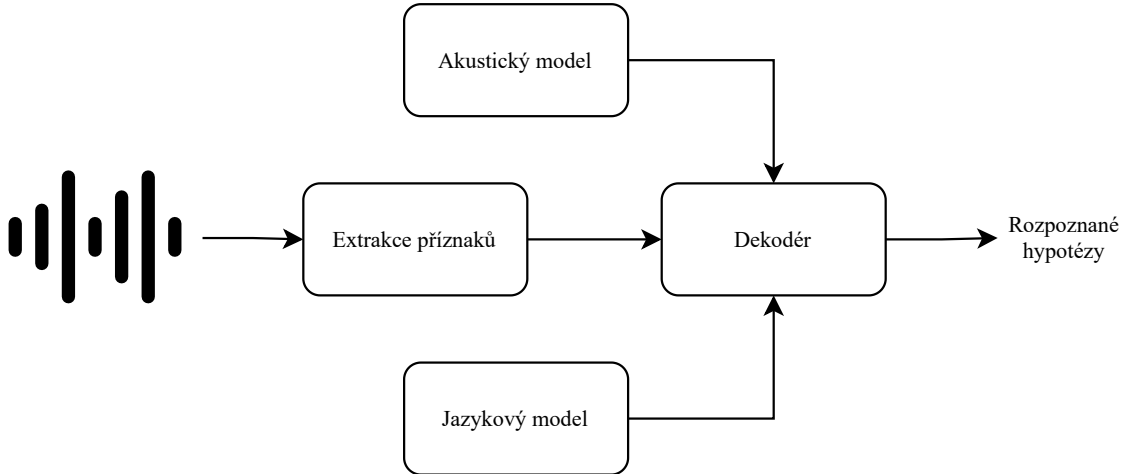 Akustický model
Extrakce příznaků
Dekodér
Rozpoznané
hypotézy
Jazykový model